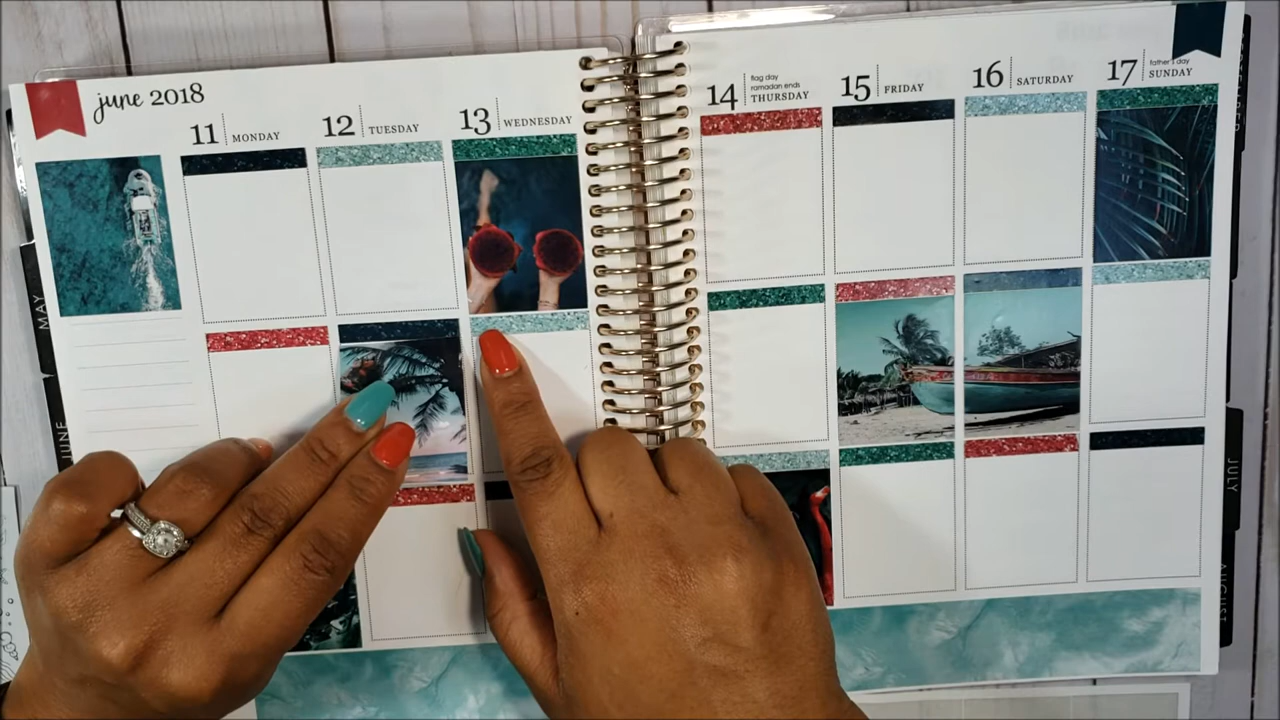 june 2018
11 MONDAY
12 TUESDAY
13 WEDNESDAY
flag day
ramadan ends
14 THURSDAY
15 FRIDAY
16 SATURDAY
father's day
17 SUNDAY
MAY
JUNE
JULY
AUGUST